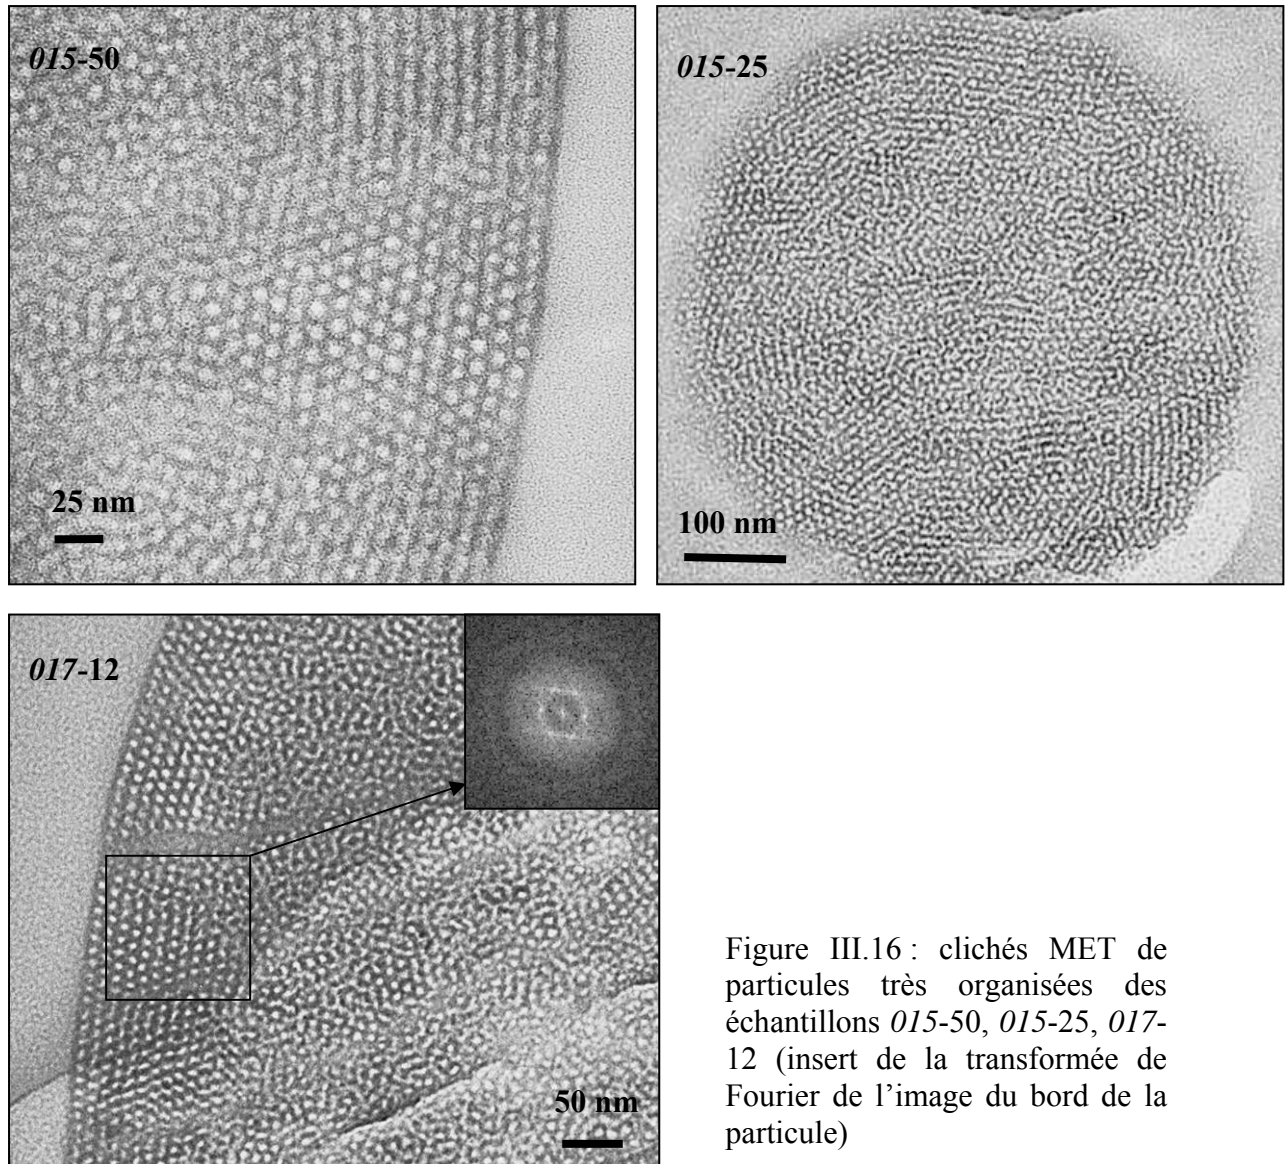 015-50
25 nm
015-25
100 nm
017-12
50 nm
Figure III.16 : clichés MET de
particules très organisées des
échantillons 015-50, 015-25, 017-
12 (insert de la transformée de
Fourier de l’image du bord de la
particule)